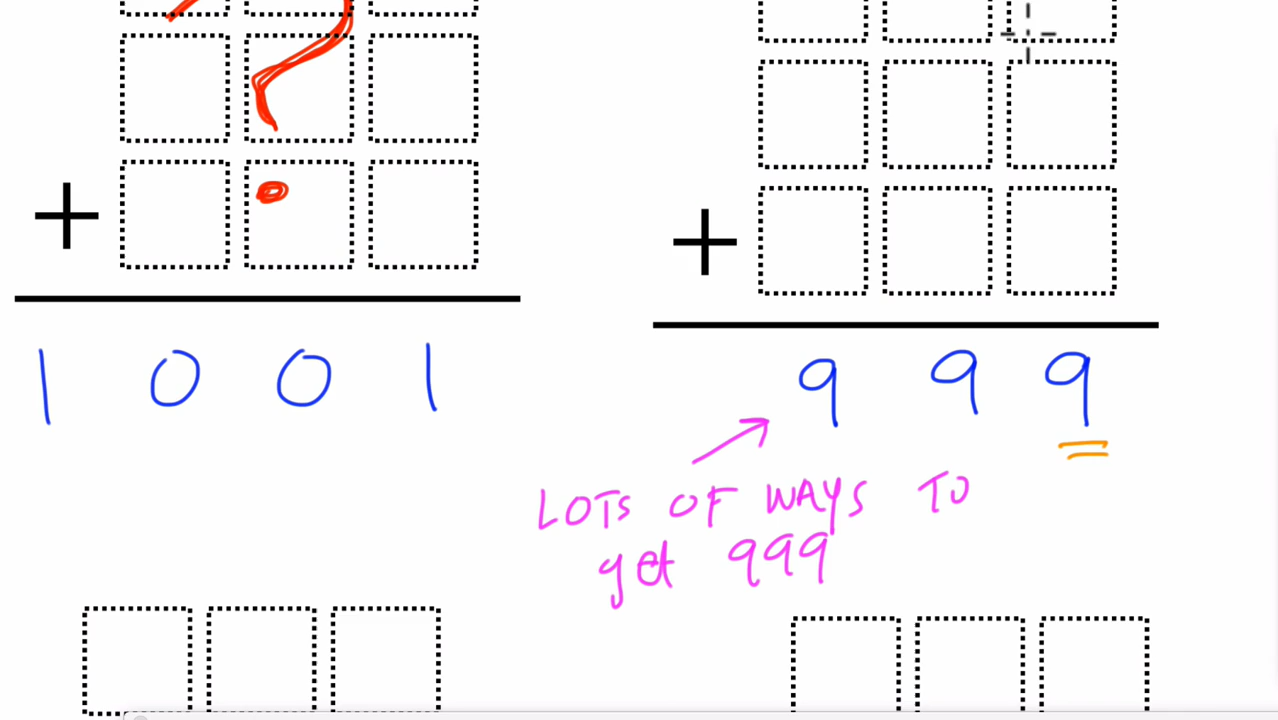 +
+
1 0 0 1
9 9 9
LOTS OF WAYS TO
get 999